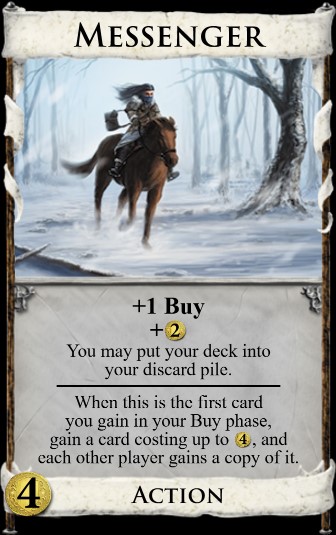 MESSENGER
+1 Buy
+2
You may put your deck into
your discard pile.
When this is the first card
you gain in your Buy phase,
gain a card costing up to 4, and
each other player gains a copy of it.
4
ACTION